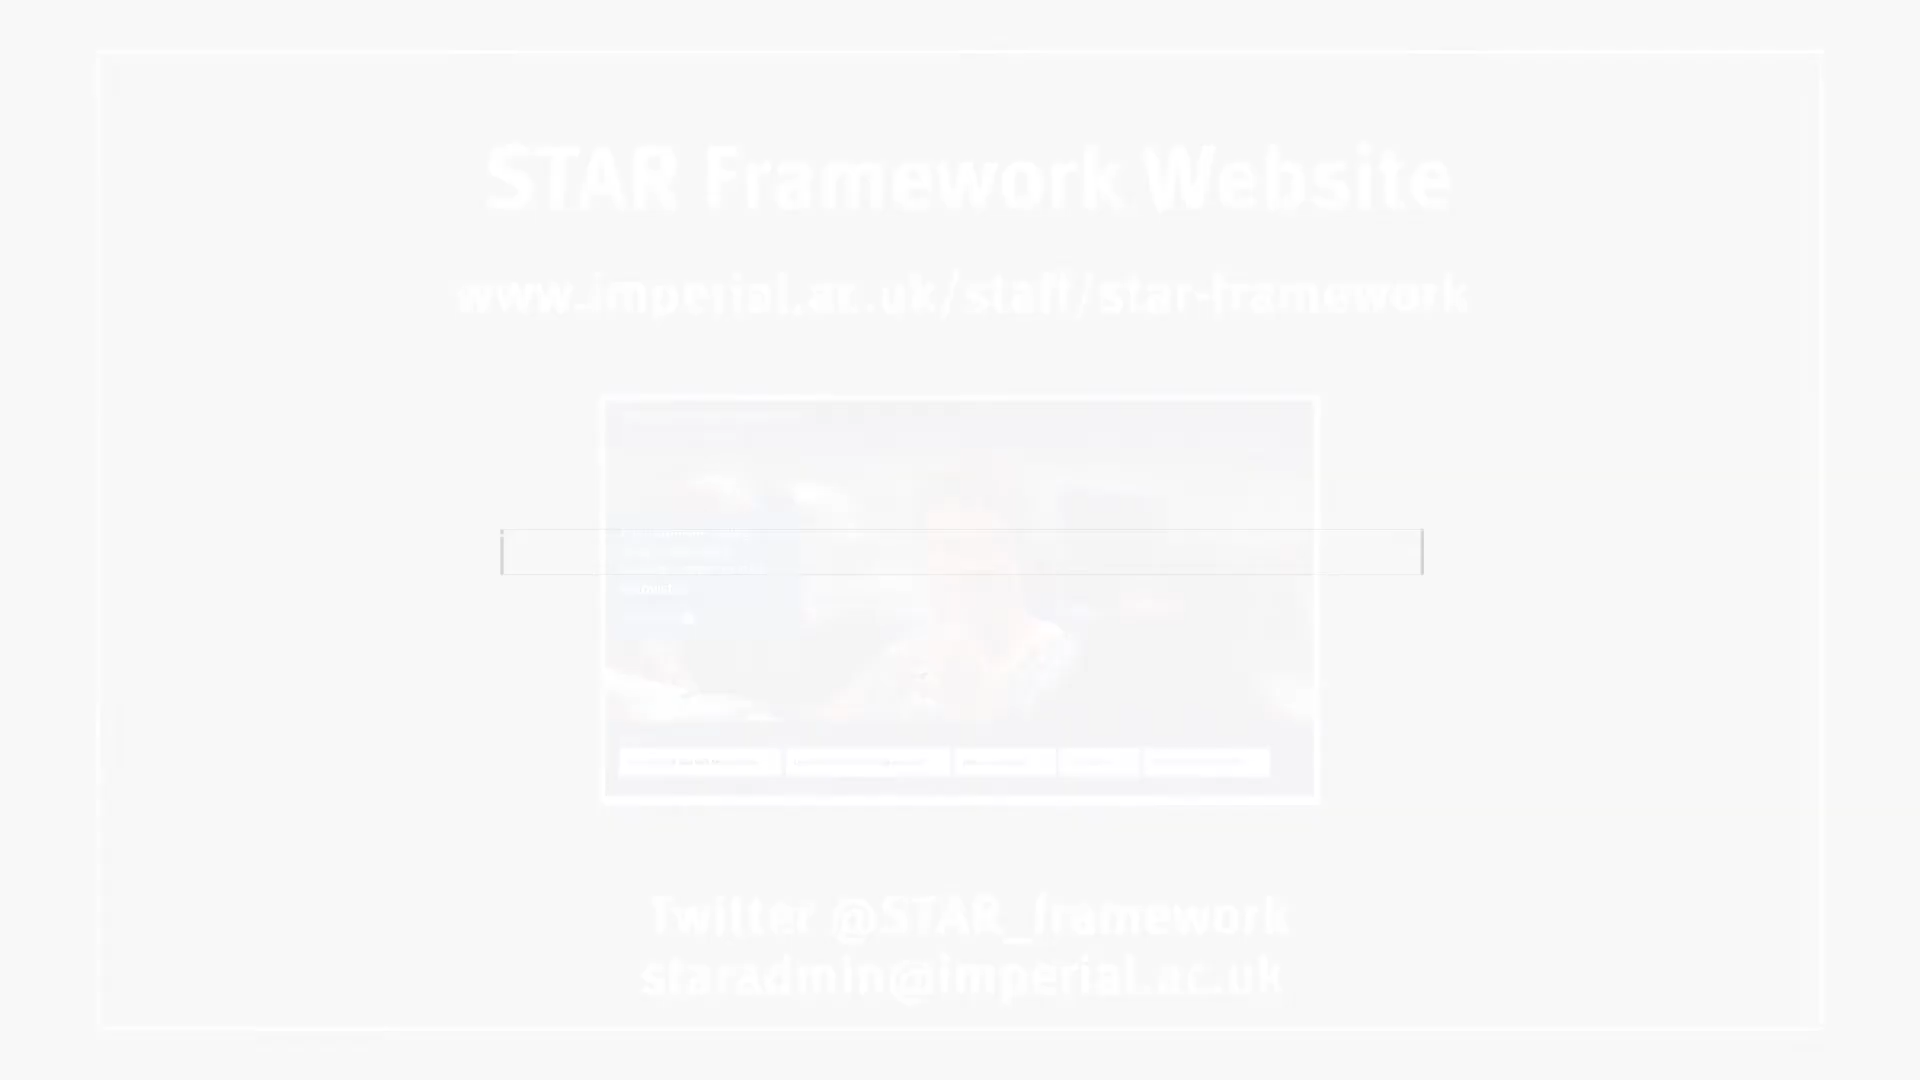 STAR Framework Website
www.imperial.ac.uk/staff/star-framework
Twitter @STAR_framework
staradmin@imperial.ac.uk